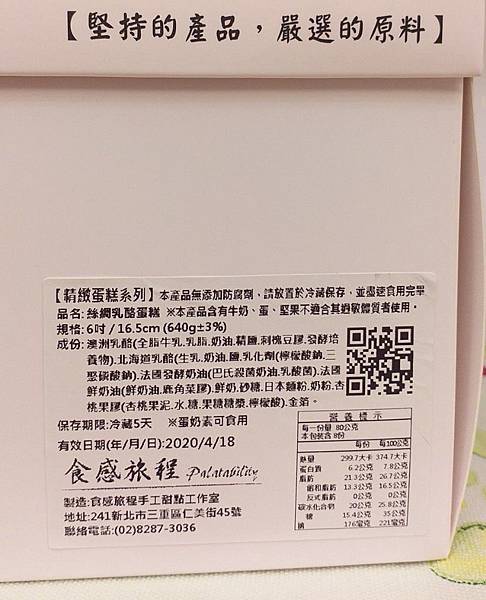 【堅持的產品，嚴選的原料】
【精緻蛋糕系列】本產品無添加防腐劑，請放置於冷藏保存，並盡速食用完畢
品名:絲綢乳酪蛋糕 ※本產品含有牛奶、蛋、堅果不適合其過敏體質者使用。
規格:6吋 / 16.5cm (640g±3%)
成份:澳洲乳酪(全脂牛乳.乳脂.奶油.精鹽.刺槐豆膠.發酵培
養物).北海道乳酪(生乳.奶油.鹽.乳化劑(檸檬酸鈉.三
聚磷酸鈉).法國發酵奶油(巴氏殺菌奶油.乳酸菌).法國
鮮奶油(鮮奶油.鹿角菜膠).鮮奶.砂糖.日本麵粉.奶粉.杏
桃果膠(杏桃果泥.水.糖.果糖糖漿.檸檬酸).金箔。
保存期限:冷藏5天 ※蛋奶素可食用
有效日期(年/月/日):2020/4/18
食感旅程 Palatability
製造:食感旅程手工甜點工作室
地址:241新北市三重區仁美街45號
聯絡電話:(02)8287-3036
營養標示
每一份量 80公克
本包裝含 8份
每份 每100公克
熱量 299.7大卡 374.7大卡
蛋白質 6.2公克 7.8公克
脂肪 21.3公克 26.7公克
飽和脂肪 13.3公克 16.5公克
反式脂肪 0公克 0公克
碳水化合物 20公克 25.8公克
糖 15.4公克 35公克
鈉 176毫克 221毫克